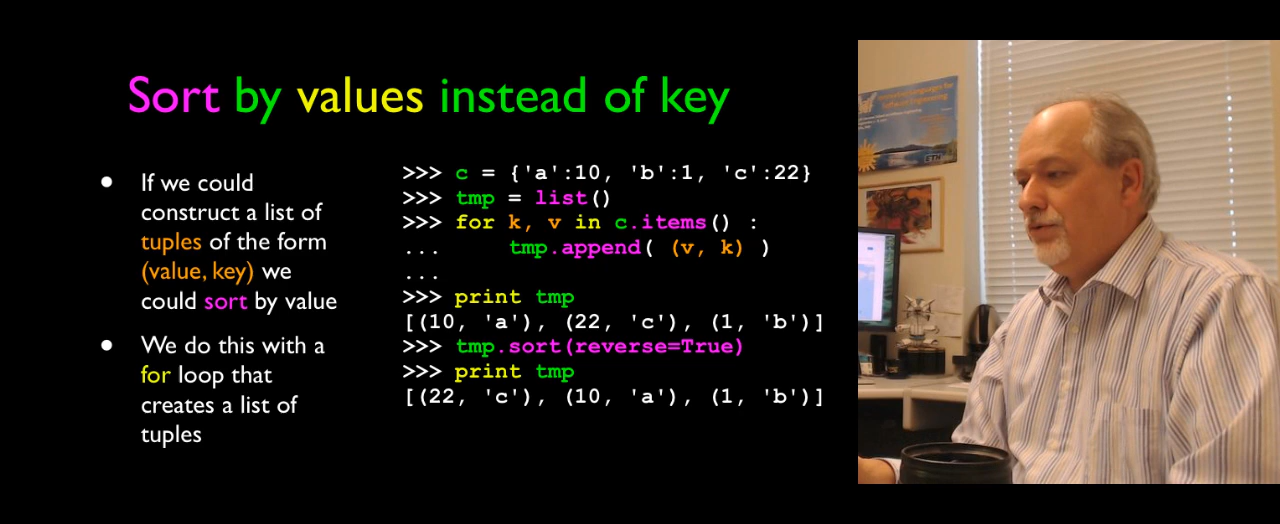 Sort by values instead of key
• If we could
construct a list of
tuples of the form
(value, key) we
could sort by value
• We do this with a
for loop that
creates a list of
tuples
>>> c = {'a':10, 'b':1, 'c':22}
>>> tmp = list()
>>> for k, v in c.items() :
...     tmp.append( (v, k) )
...
>>> print tmp
[(10, 'a'), (22, 'c'), (1, 'b')]
>>> tmp.sort(reverse=True)
>>> print tmp
[(22, 'c'), (10, 'a'), (1, 'b')]
Software Engineering
ETH